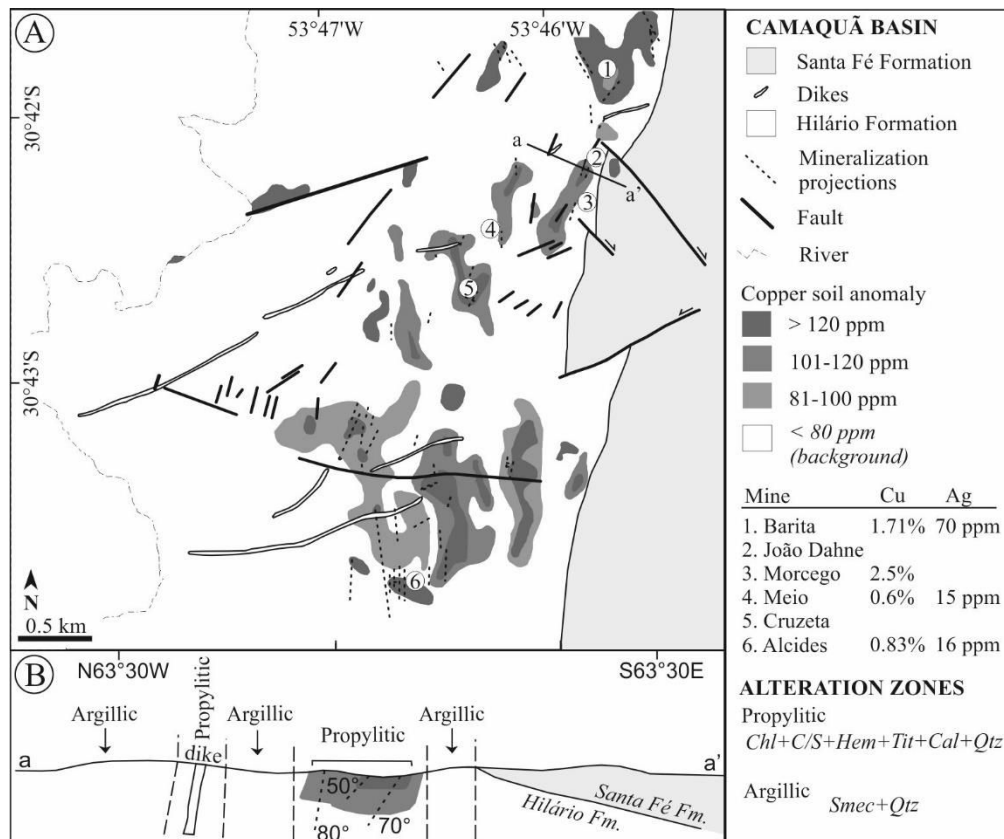 A
53°47'W
53°46'W
30°42'S
30°43'S
1
a
2
a'
3
4
5
6
N
0.5 km
B
N63°30W
S63°30E
Argillic
Propylitic
Argillic
Propylitic
Argillic
dike
a
a'
50°
80°
70°
Santa Fé Fm.
Hilário Fm.
CAMAQUÃ BASIN
Santa Fé Formation
Dikes
Hilário Formation
Mineralization
projections
Fault
River
Copper soil anomaly
> 120 ppm
101-120 ppm
81-100 ppm
< 80 ppm
(background)
Mine Cu Ag
1. Barita 1.71% 70 ppm
2. João Dahne
3. Morcego 2.5%
4. Meio 0.6% 15 ppm
5. Cruzeta
6. Alcides 0.83% 16 ppm
ALTERATION ZONES
Propylitic
Chl+C/S+Hem+Tit+Cal+Qtz
Argillic
Smec+Qtz